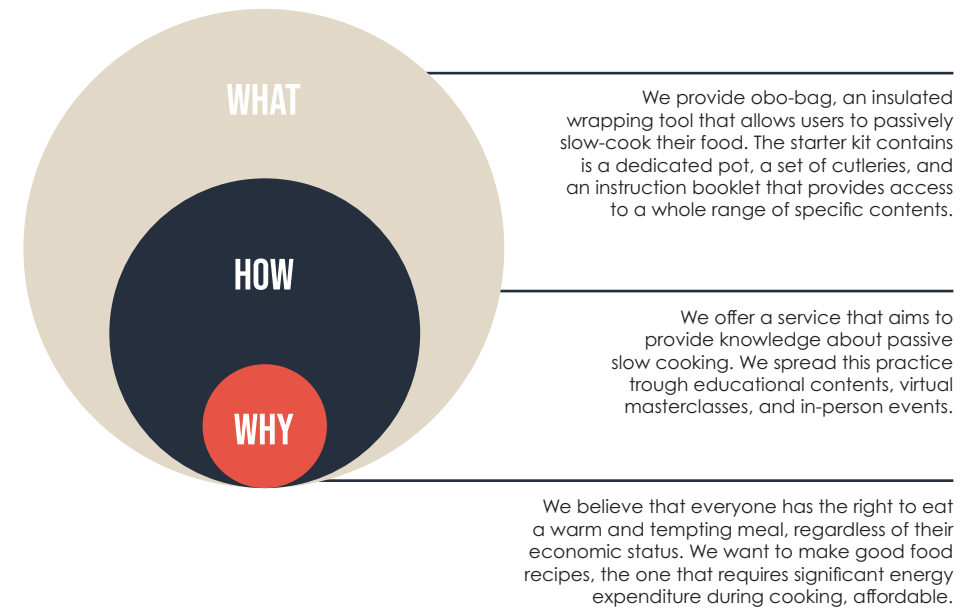 WHAT
We provide obo-bag, an insulated
wrapping tool that allows users to passively
slow-cook their food. The starter kit contains
is a dedicated pot, a set of cutleries, and
an instruction booklet that provides access
to a whole range of specific contents.
HOW
We offer a service that aims to
provide knowledge about passive
slow cooking. We spread this practice
trough educational contents, virtual
masterclasses, and in-person events.
WHY
We believe that everyone has the right to eat
a warm and tempting meal, regardless of their
economic status. We want to make good food
recipes, the one that requires significant energy
expenditure during cooking, affordable.